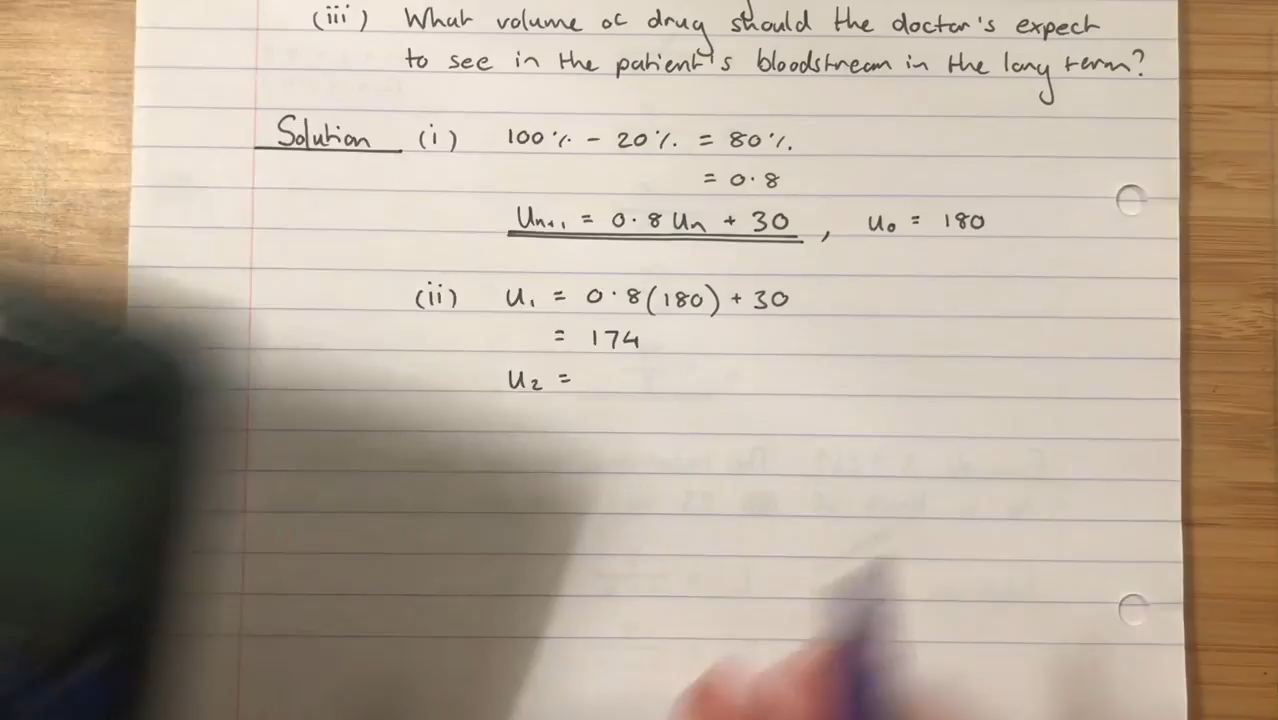 (iii) What volume of drug should the doctor's expect
to see in the patient's bloodstream in the long term?
Solution (i) 100% - 20% = 80%.
= 0.8
Uₙ₊₁ = 0.8 Uₙ + 30 , u₀ = 180
(ii) u₁ = 0.8(180) + 30
= 174
u₂ =